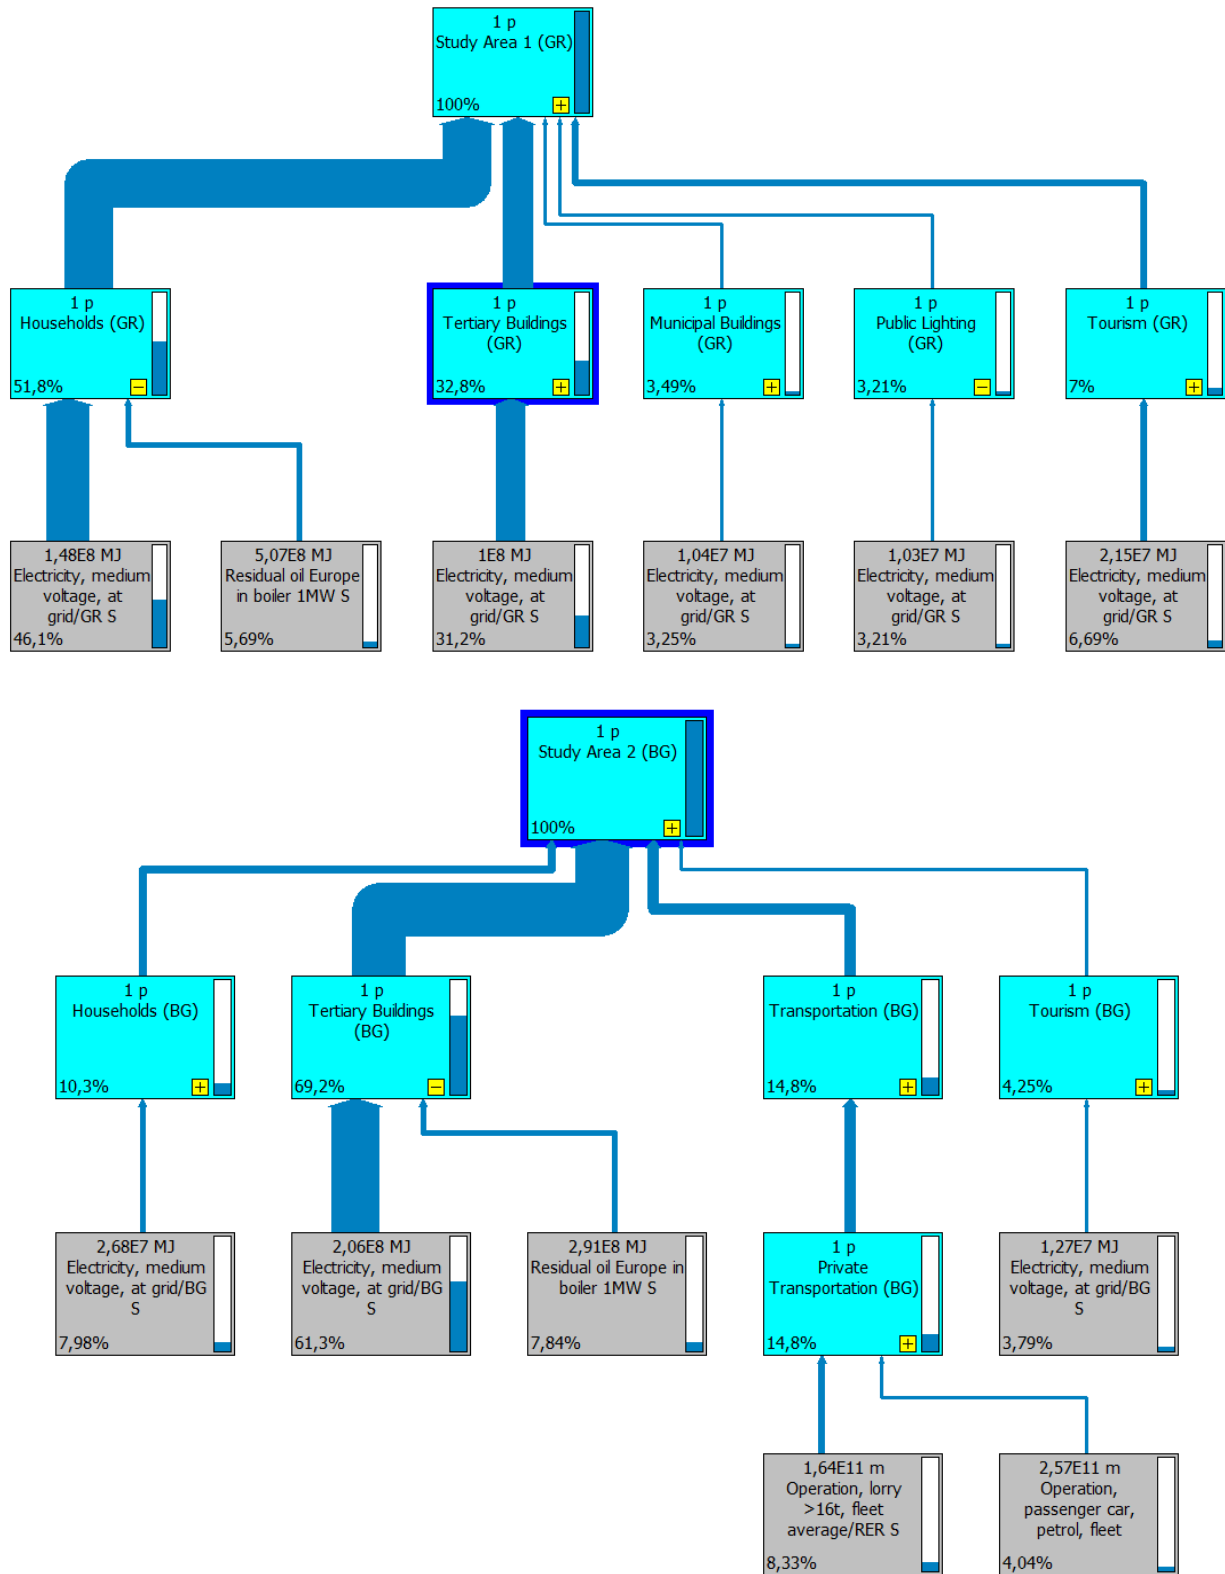 1 p
Study Area 1 (GR)
100%
+
1 p
Households (GR)
51,8%
−
1 p
Tertiary Buildings
(GR)
32,8%
+
1 p
Municipal Buildings
(GR)
3,49%
+
1 p
Public Lighting
(GR)
3,21%
−
1 p
Tourism (GR)
7%
+
1,48E8 MJ
Electricity, medium
voltage, at
grid/GR S
46,1%
5,07E8 MJ
Residual oil Europe
in boiler 1MW S
5,69%
1E8 MJ
Electricity, medium
voltage, at
grid/GR S
31,2%
1,04E7 MJ
Electricity, medium
voltage, at
grid/GR S
3,25%
1,03E7 MJ
Electricity, medium
voltage, at
grid/GR S
3,21%
2,15E7 MJ
Electricity, medium
voltage, at
grid/GR S
6,69%
1 p
Study Area 2 (BG)
100%
+
1 p
Households (BG)
10,3%
+
1 p
Tertiary Buildings
(BG)
69,2%
−
1 p
Transportation (BG)
14,8%
+
1 p
Tourism (BG)
4,25%
+
2,68E7 MJ
Electricity, medium
voltage, at grid/BG
S
7,98%
2,06E8 MJ
Electricity, medium
voltage, at grid/BG
S
61,3%
2,91E8 MJ
Residual oil Europe in
boiler 1MW S
7,84%
1 p
Private
Transportation (BG)
14,8%
+
1,27E7 MJ
Electricity, medium
voltage, at grid/BG
S
3,79%
1,64E11 m
Operation, lorry
>16t, fleet
average/RER S
8,33%
2,57E11 m
Operation,
passenger car,
petrol, fleet
4,04%